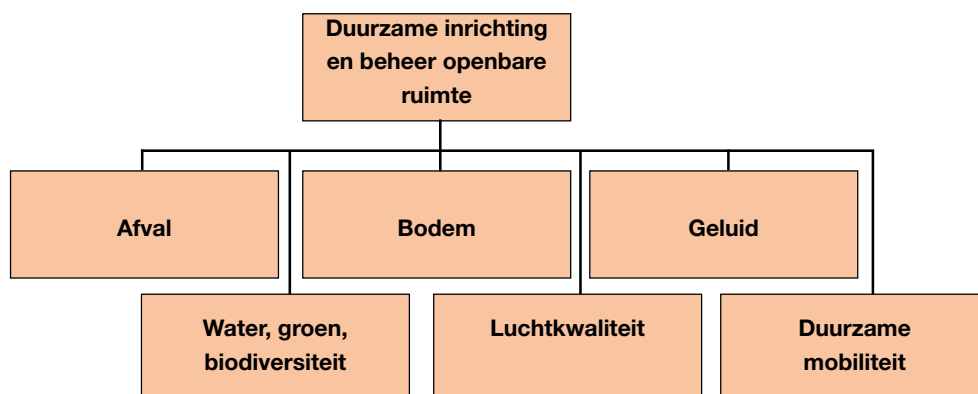 Duurzame inrichting
en beheer openbare
ruimte
Afval
Bodem
Geluid
Water, groen,
biodiversiteit
Luchtkwaliteit
Duurzame
mobiliteit